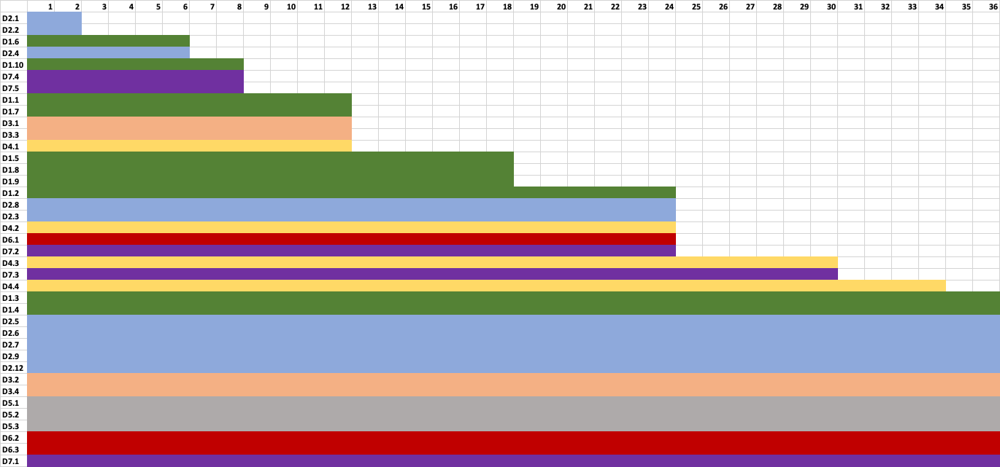 1 2 3 4 5 6 7 8 9 10 11 12 13 14 15 16 17 18 19 20 21 22 23 24 25 26 27 28 29 30 31 32 33 34 35 36
D2.1
D2.2
D1.6
D2.4
D1.10
D7.4
D7.5
D1.1
D1.7
D3.1
D3.3
D4.1
D1.5
D1.8
D1.9
D1.2
D2.8
D2.3
D4.2
D6.1
D7.2
D4.3
D7.3
D4.4
D1.3
D1.4
D2.5
D2.6
D2.7
D2.9
D2.12
D3.2
D3.4
D5.1
D5.2
D5.3
D6.2
D6.3
D7.1